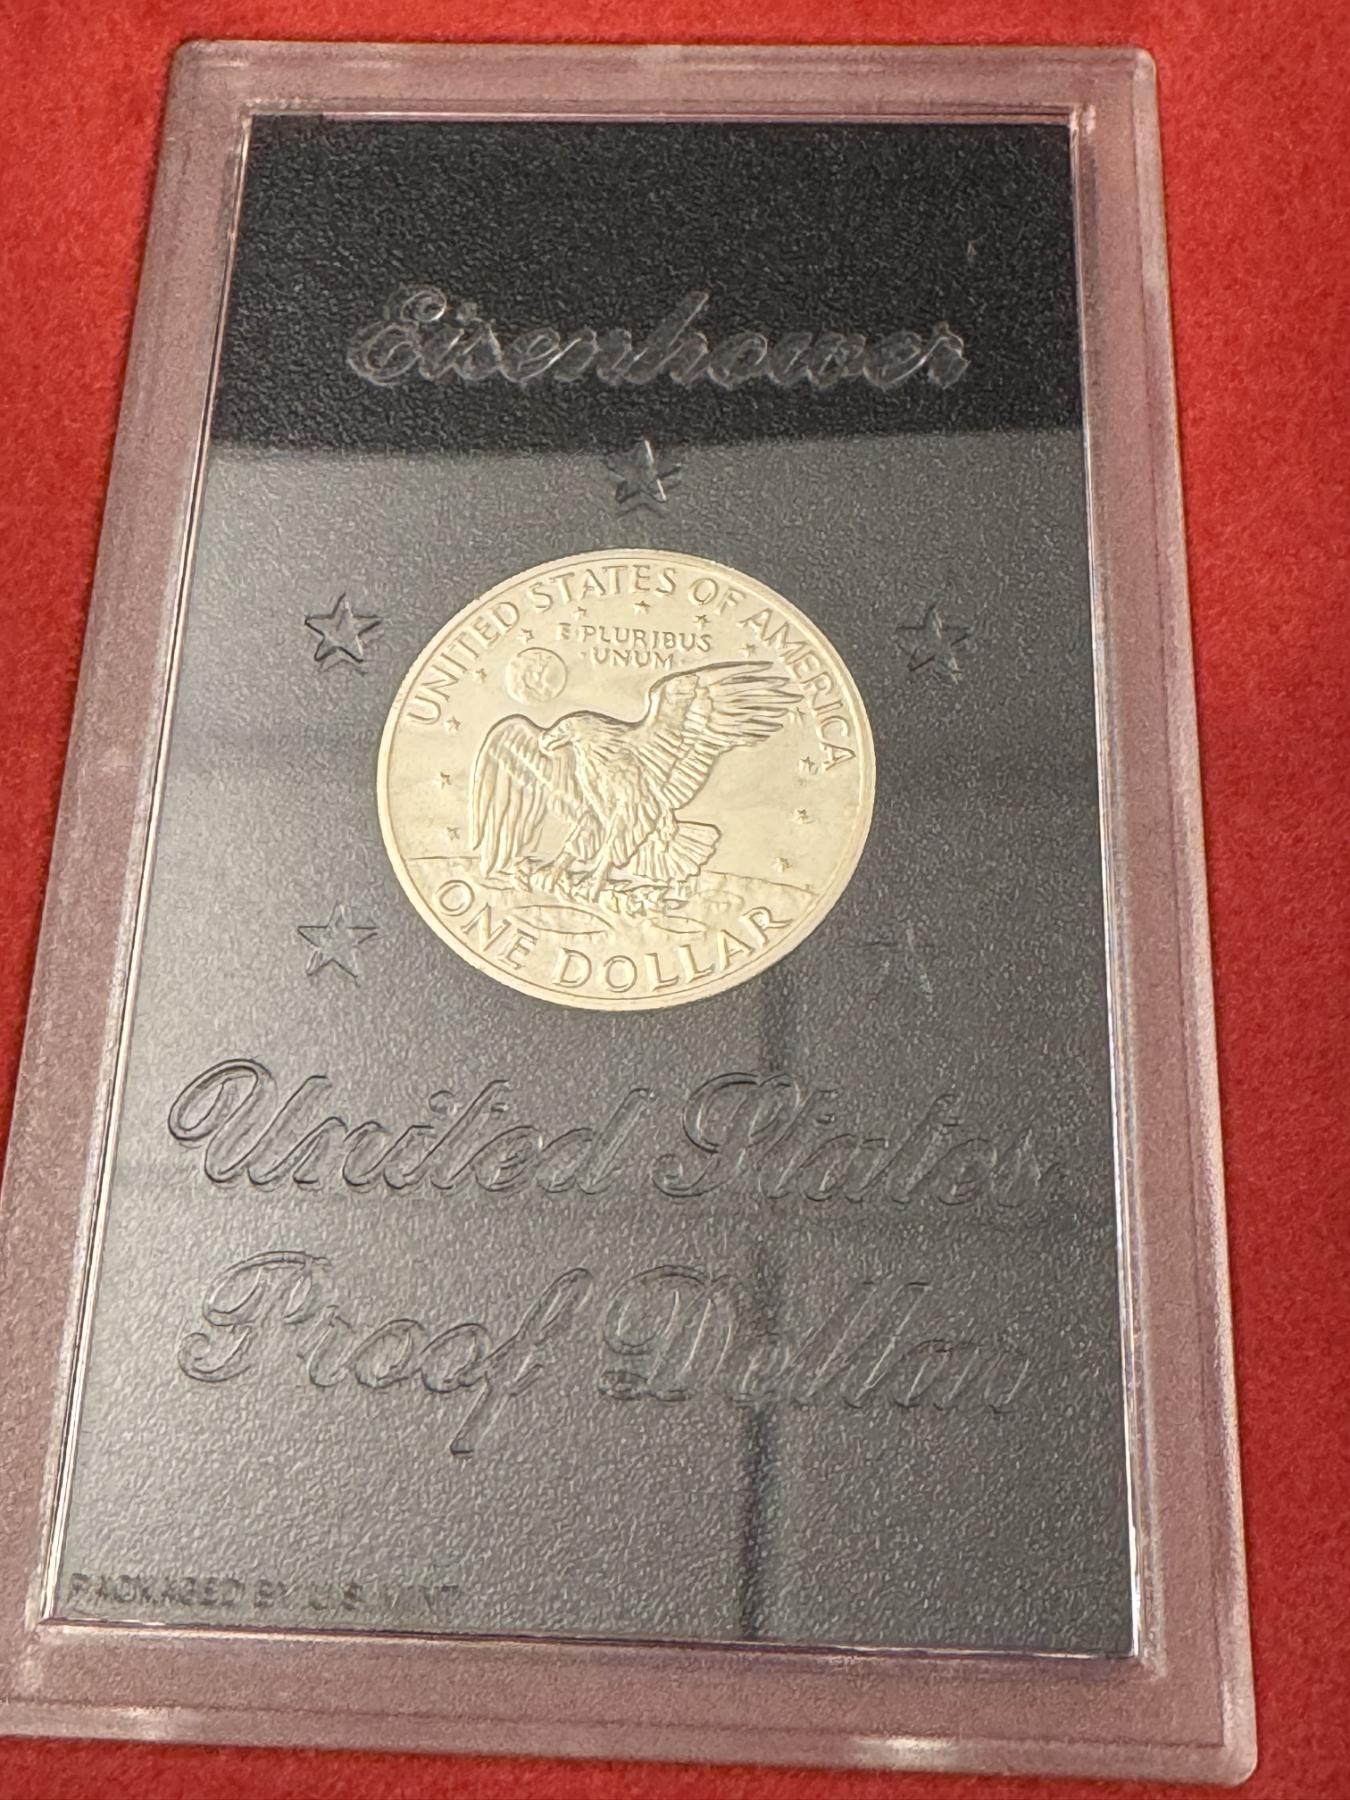 Eisenhower
UNITED STATES OF AMERICA
E PLURIBUS
·UNUM·
ONE DOLLAR
United States
Proof Dollar
PACKAGED BY U.S. MINT